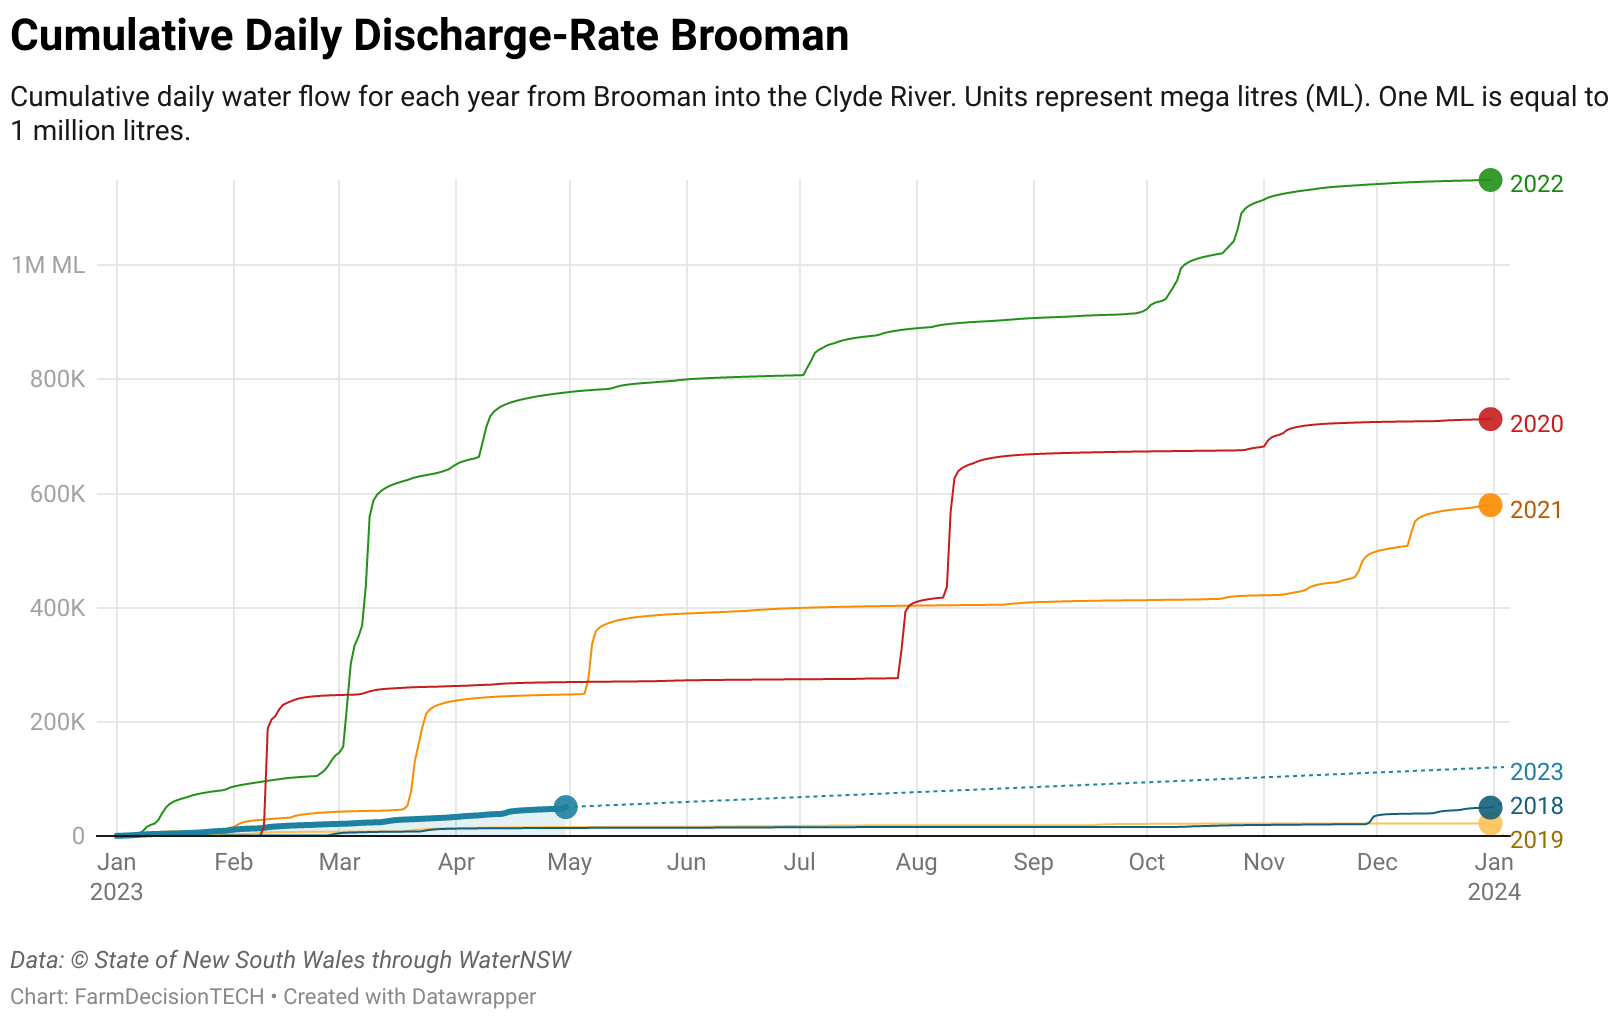 Cumulative Daily Discharge-Rate Brooman
Cumulative daily water flow for each year from Brooman into the Clyde River. Units represent mega litres (ML). One ML is equal to
1 million litres.
2022
1M ML
800K
2020
600K
2021
400K
200K
2023
2018
0
2019
Jan Feb Mar Apr May Jun Jul Aug Sep Oct Nov Dec Jan
2023 2024
Data: © State of New South Wales through WaterNSW
Chart: FarmDecisionTECH • Created with Datawrapper